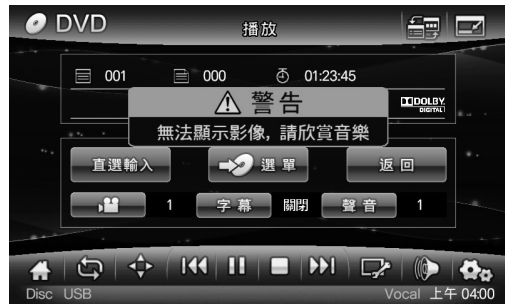 DVD 播放
001 000 01:23:45
警告
DOLBY
DIGITAL
無法顯示影像, 請欣賞音樂
直選輸入 選單 返回
1 字幕 關閉 聲音 1
Disc USB Vocal 上午 04:00